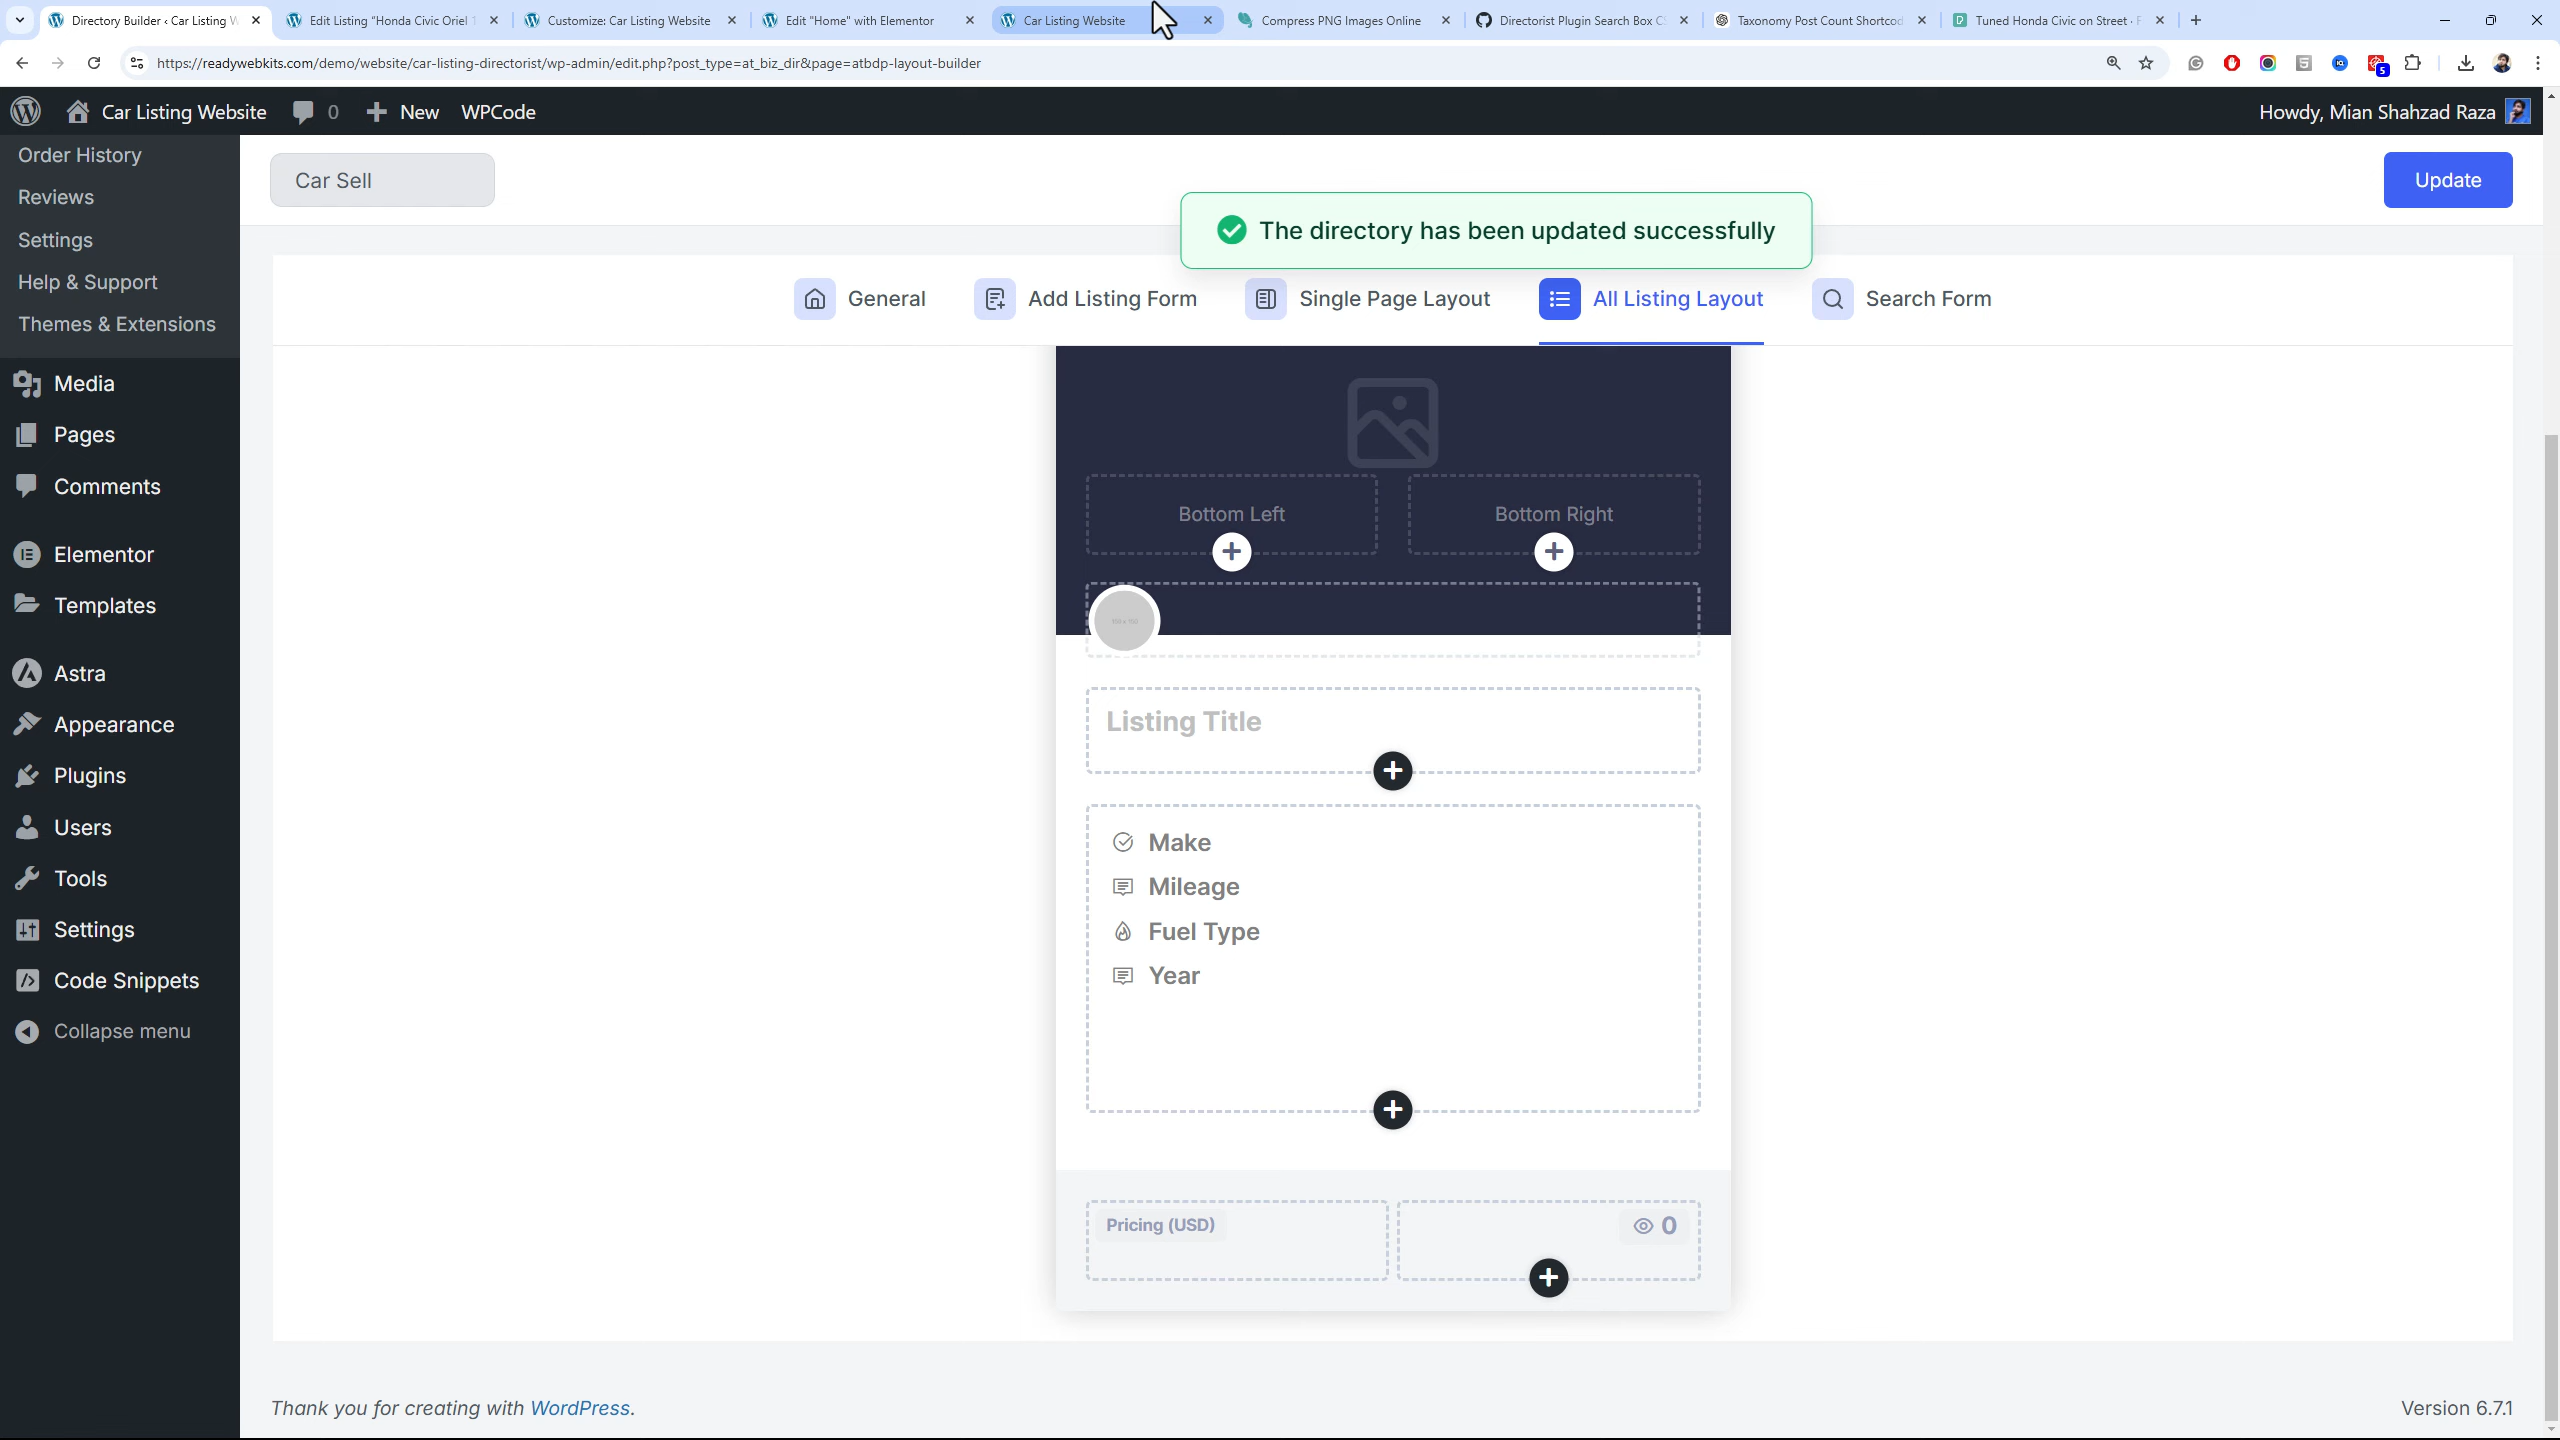 Directory Builder ‹ Car Listing W
Edit Listing "Honda Civic Oriel 1
Customize: Car Listing Website
Edit "Home" with Elementor
Car Listing Website
Compress PNG Images Online
Directorist Plugin Search Box CS
Taxonomy Post Count Shortcod
Tuned Honda Civic on Street · F
https://readywebkits.com/demo/website/car-listing-directorist/wp-admin/edit.php?post_type=at_biz_dir&page=atbdp-layout-builder
5
Car Listing Website
0
New
WPCode
Howdy, Mian Shahzad Raza
Order History
Reviews
Settings
Help & Support
Themes & Extensions
Media
Pages
Comments
Elementor
Templates
Astra
Appearance
Plugins
Users
Tools
Settings
Code Snippets
Collapse menu
Car Sell
Update
The directory has been updated successfully
General
Add Listing Form
Single Page Layout
All Listing Layout
Search Form
Bottom Left
Bottom Right
Listing Title
Make
Mileage
Fuel Type
Year
Pricing (USD)
0
Thank you for creating with WordPress.
Version 6.7.1